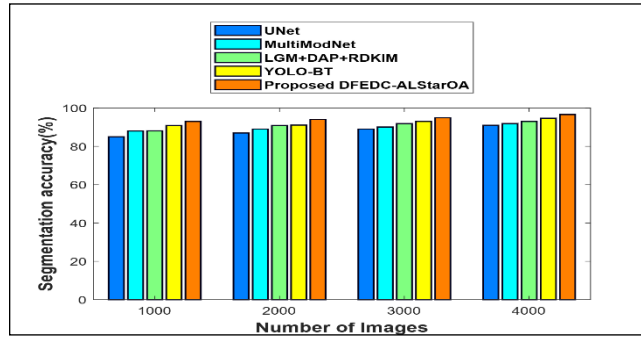 UNet
MultiModNet
LGM+DAP+RDKIM
YOLO-BT
Proposed DFEDC-ALStarOA
100
80
60
40
20
0
Segmentation accuracy(%)
1000 2000 3000 4000
Number of Images